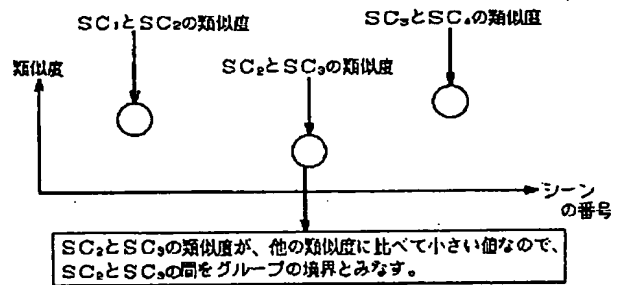 SC₁とSC₂の類似度
SC₃とSC₄の類似度
類似度
SC₂とSC₃の類似度
シーン
の番号
SC₂とSC₃の類似度が、他の類似度に比べて小さい値なので、
SC₂とSC₃の間をグループの境界とみなす。